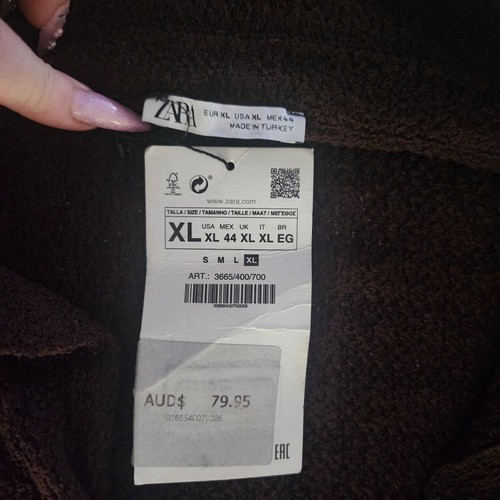 ZARA EUR XL USA XL MEX 44
MADE IN TURKEY
www.zara.com
TALLA / SIZE / TAMANHO / TAILLE / MAAT / ΜΕΓΕΘΟΣ
XL USA MEX UK IT BR
XL 44 XL XL EG
S M L XL
ART.: 3665/400/700
AUD$ 79.95
EAC